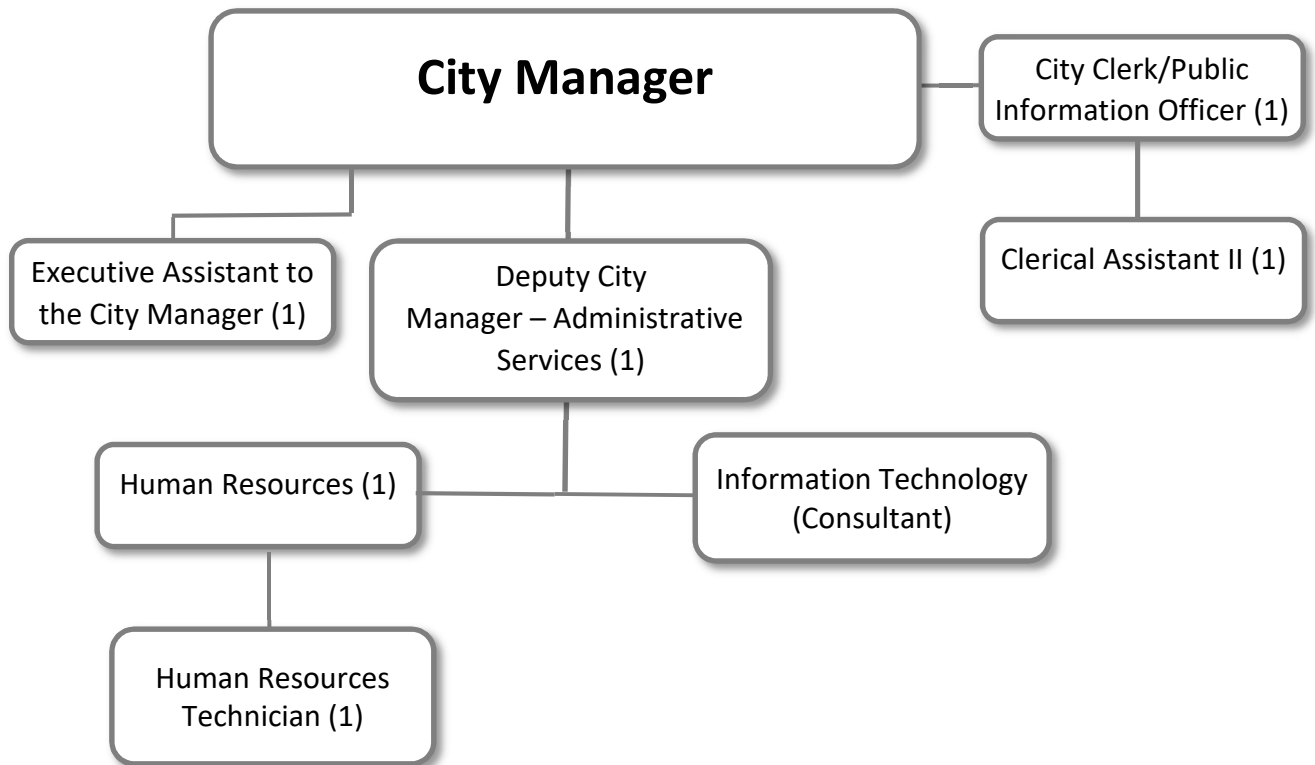 City Manager
City Clerk/Public
Information Officer (1)
Executive Assistant to
the City Manager (1)
Deputy City
Manager – Administrative
Services (1)
Clerical Assistant II (1)
Human Resources (1)
Information Technology
(Consultant)
Human Resources
Technician (1)